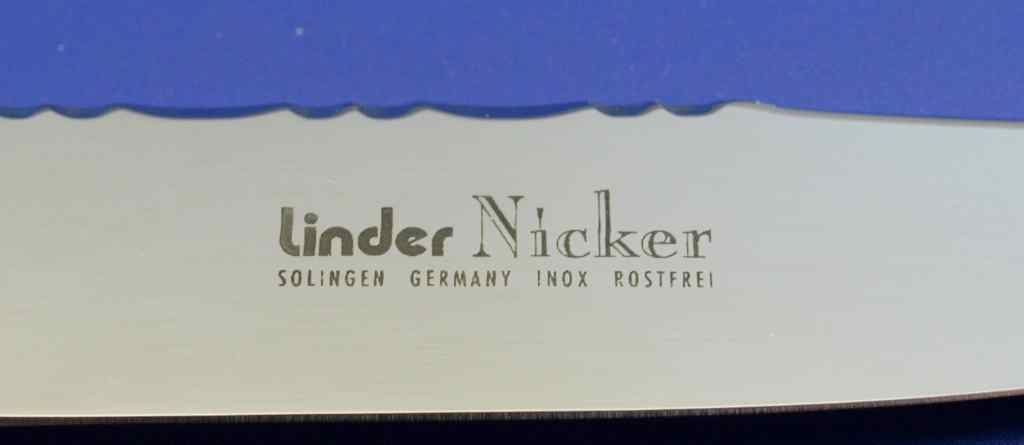 Linder Nicker
SOLINGEN GERMANY INOX ROSTFREI